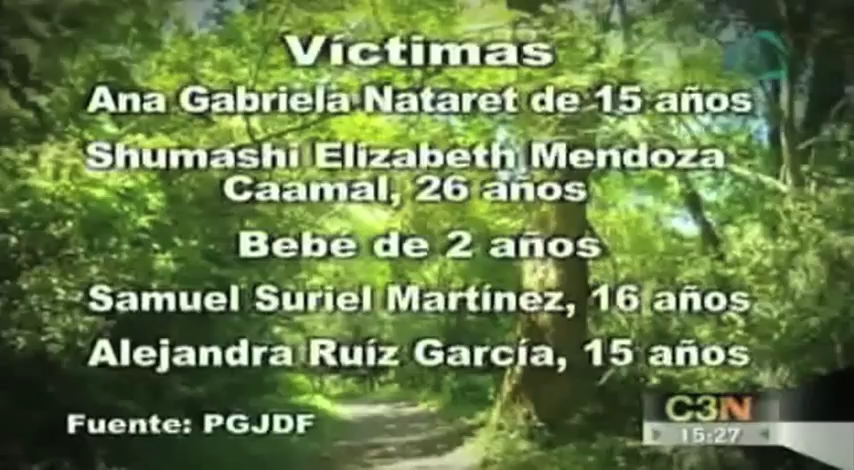 Víctimas
Ana Gabriela Nataret de 15 años
Shumashi Elizabeth Mendoza
Caamal, 26 años
Bebé de 2 años
Samuel Suriel Martínez, 16 años
Alejandra Ruíz García, 15 años
Fuente: PGJDF
C3N
15:27